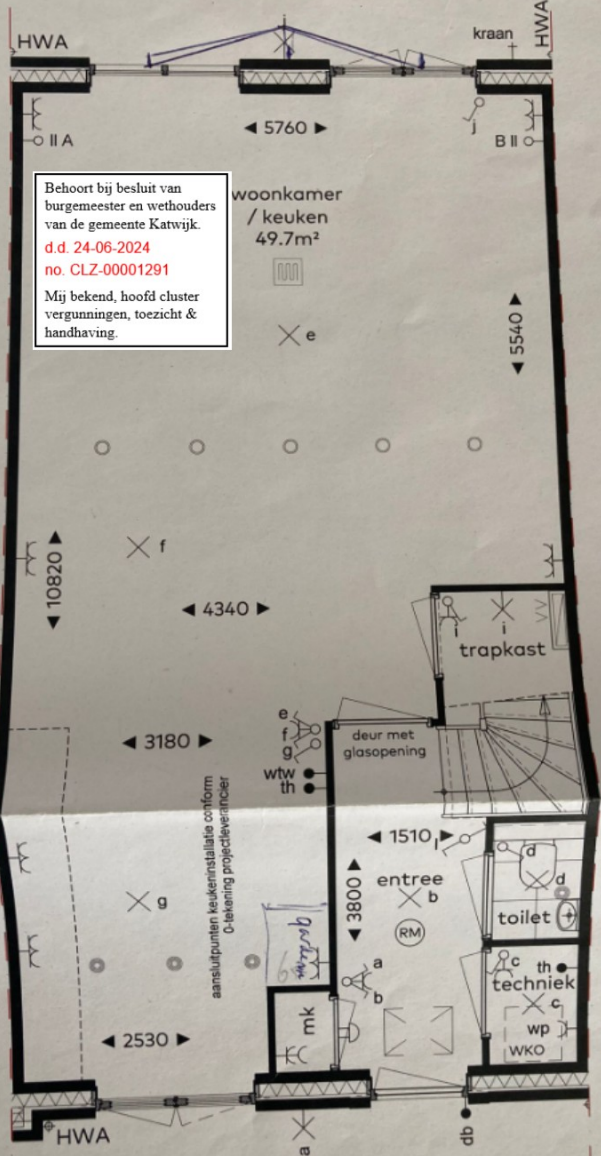 HWA
i
kraan
HWA
5760
j
II A
B II
Behoort bij besluit van
burgemeester en wethouders
van de gemeente Katwijk.
d.d. 24-06-2024
no. CLZ-00001291
Mij bekend, hoofd cluster
vergunningen, toezicht &
handhaving.
woonkamer
/ keuken
49.7m²
e
5540
f
10820
4340
i
i
trapkast
e
f
g
3180
deur met
glasopening
wtw
th
aansluitpunten keukeninstallatie conform
0-tekening projectleverancier
1510
d
d
g
3800
entree
b
toilet
RM
a
b
c
th
techniek
c
mk
wp
WKO
2530
HWA
a
db